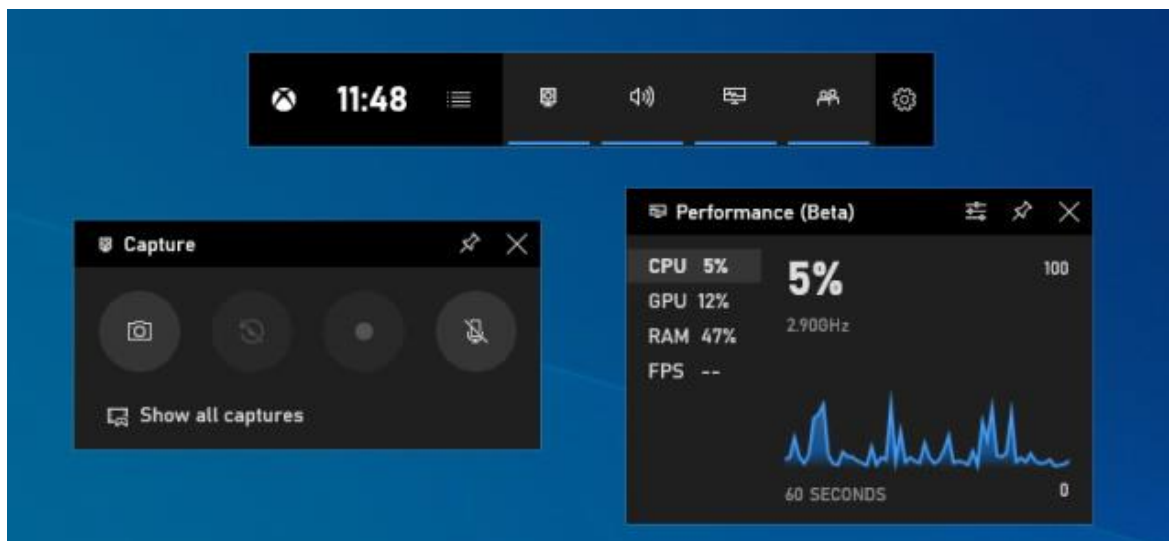 11:48
Capture
Show all captures
Performance (Beta)
CPU 5%
GPU 12%
RAM 47%
FPS --
5%
100
2.90GHz
60 SECONDS
0